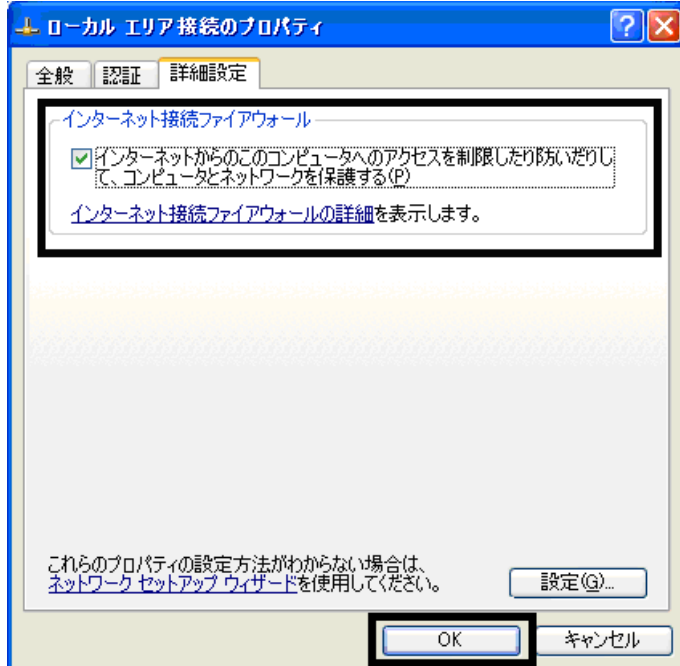 ローカル エリア接続のプロパティ
全般 認証 詳細設定
インターネット接続ファイアウォール
インターネットからのこのコンピュータへのアクセスを制限したり防いだりし
て、コンピュータとネットワークを保護する(P)
インターネット接続ファイアウォールの詳細を表示します。
これらのプロパティの設定方法がわからない場合は、
ネットワーク セットアップ ウィザードを使用してください。
設定(G)...
OK キャンセル